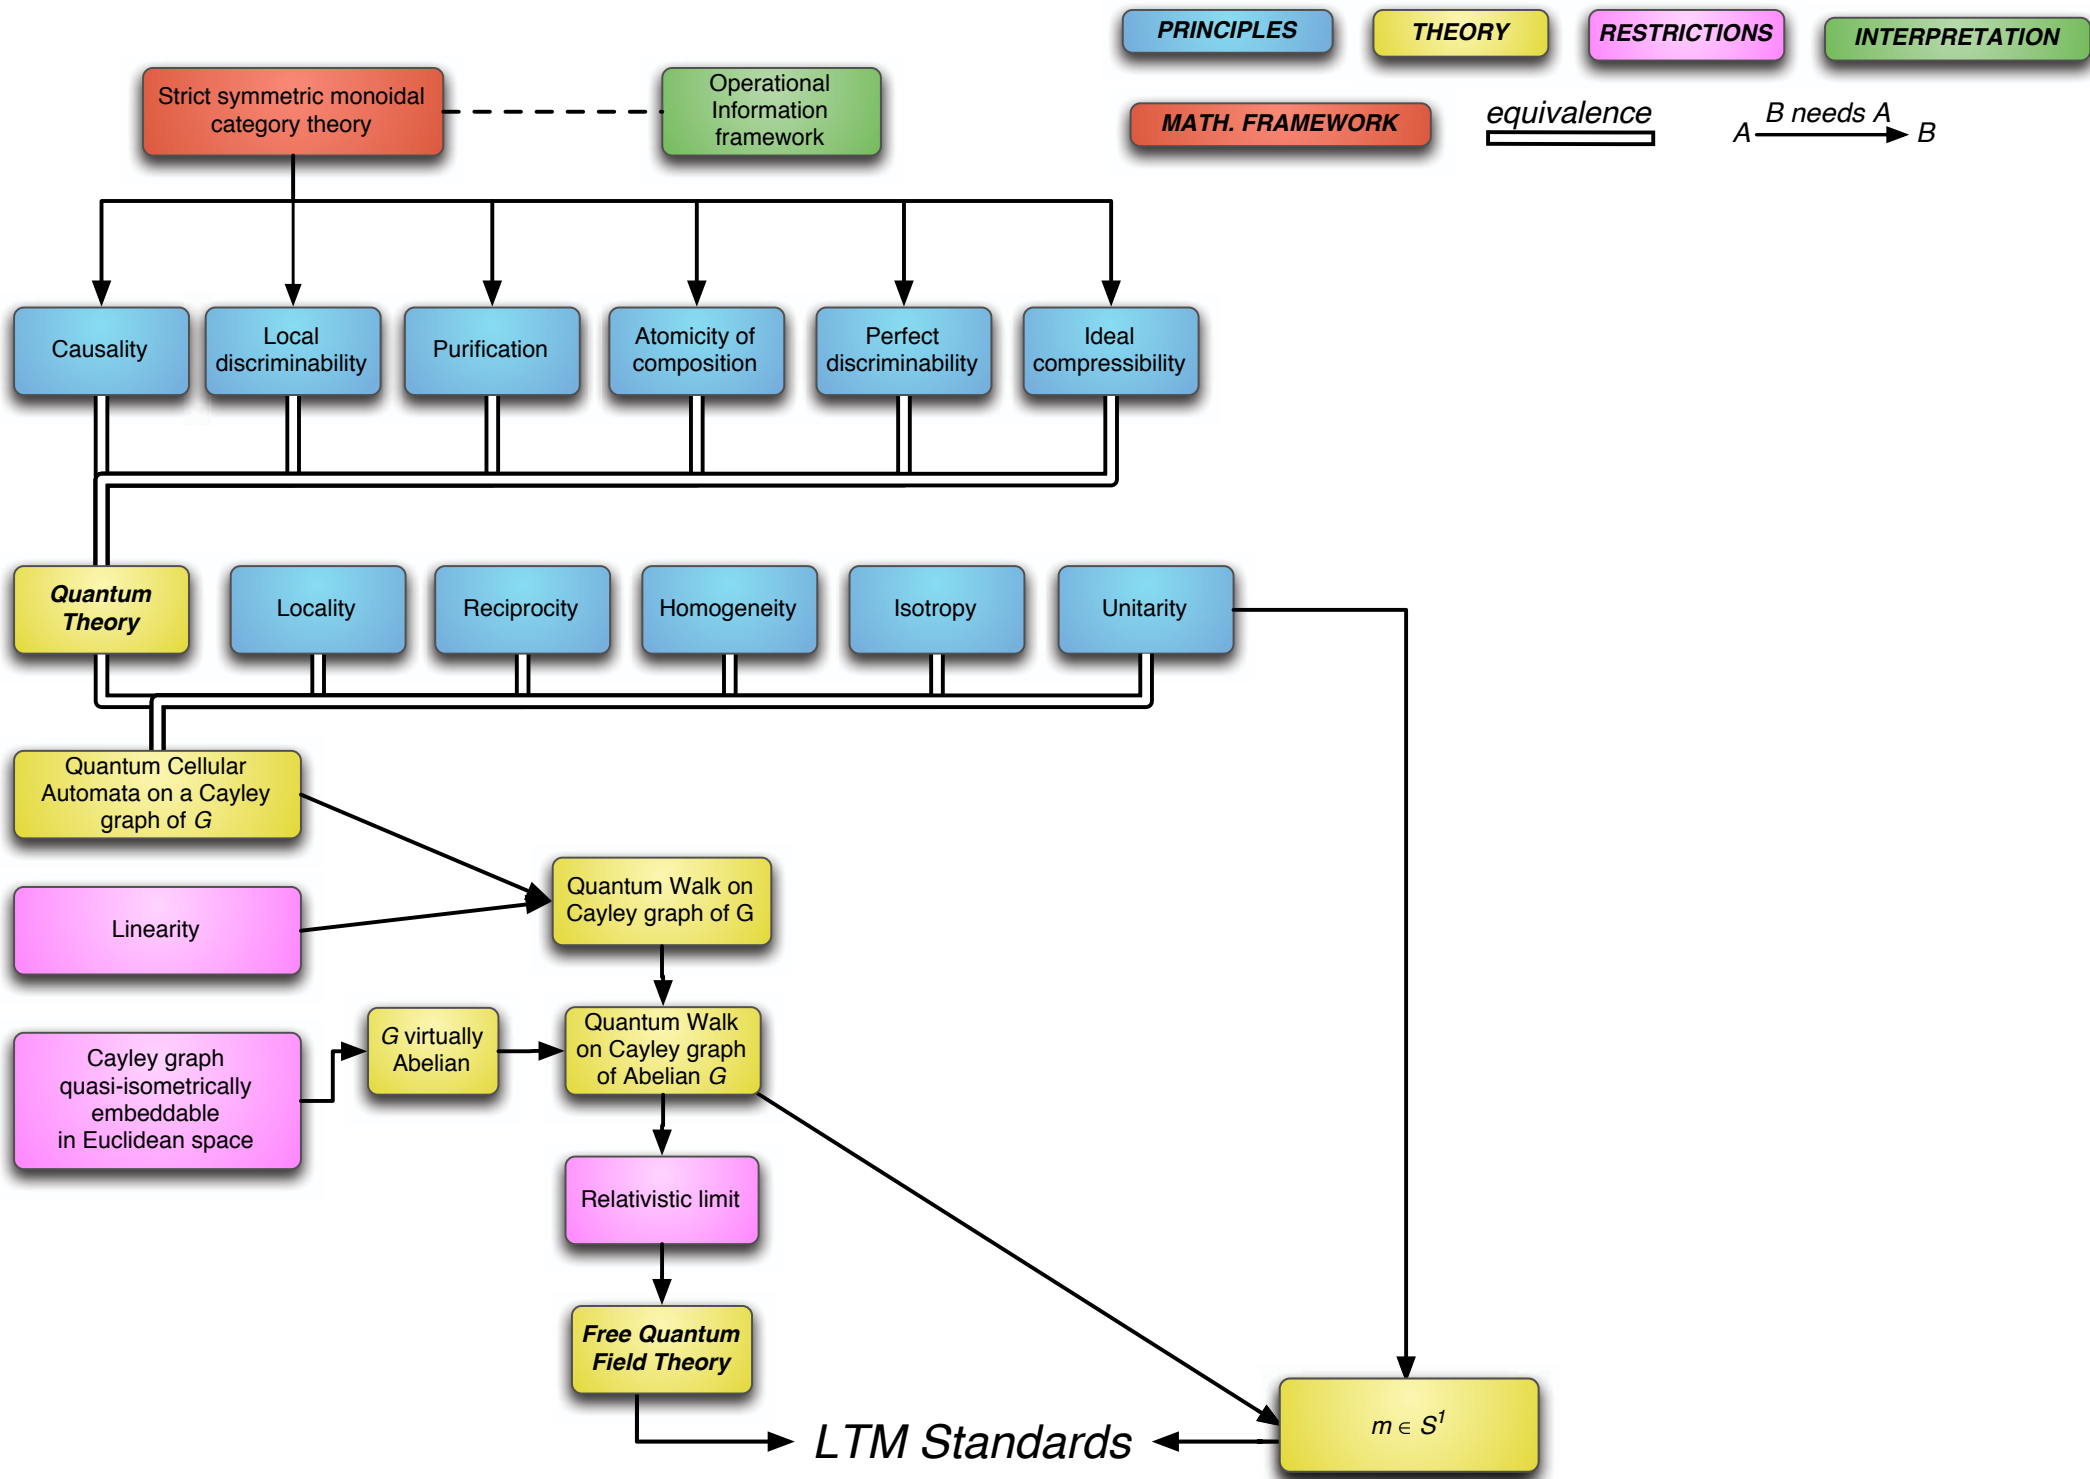 PRINCIPLES
THEORY
RESTRICTIONS
INTERPRETATION
MATH. FRAMEWORK
equivalence
B needs A
A
B
Strict symmetric monoidal
category theory
Operational
Information
framework
Causality
Local
discriminability
Purification
Atomicity of
composition
Perfect
discriminability
Ideal
compressibility
Quantum
Theory
Locality
Reciprocity
Homogeneity
Isotropy
Unitarity
Quantum Cellular
Automata on a Cayley
graph of G
Linearity
Quantum Walk on
Cayley graph of G
Cayley graph
quasi-isometrically
embeddable
in Euclidean space
G virtually
Abelian
Quantum Walk
on Cayley graph
of Abelian G
Relativistic limit
Free Quantum
Field Theory
LTM Standards
m ∈ S¹